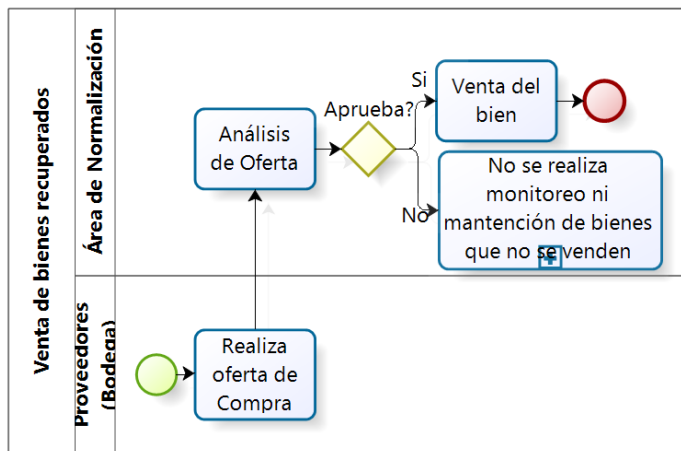 Venta de bienes recuperados
Área de Normalización
Análisis
de Oferta
Aprueba?
Si
Venta del
bien
No
No se realiza
monitoreo ni
mantención de bienes
que no se venden
Proveedores
(Bodega)
Realiza
oferta de
Compra